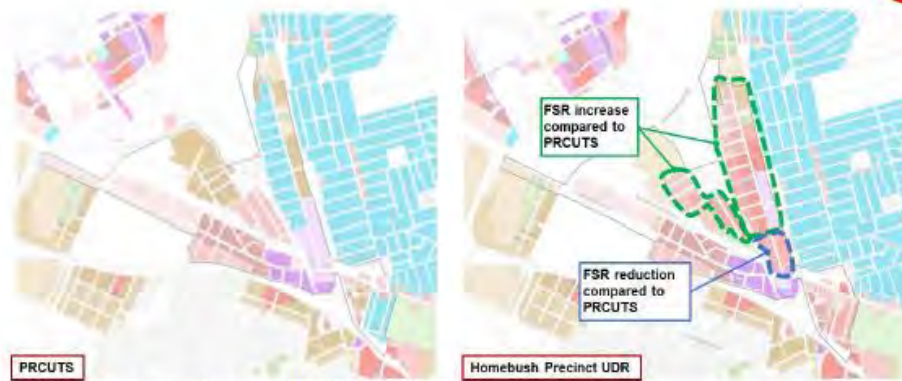 FSR increase
compared to
PRCUTS
FSR reduction
compared to
PRCUTS
PRCUTS
Homebush Precinct UDR